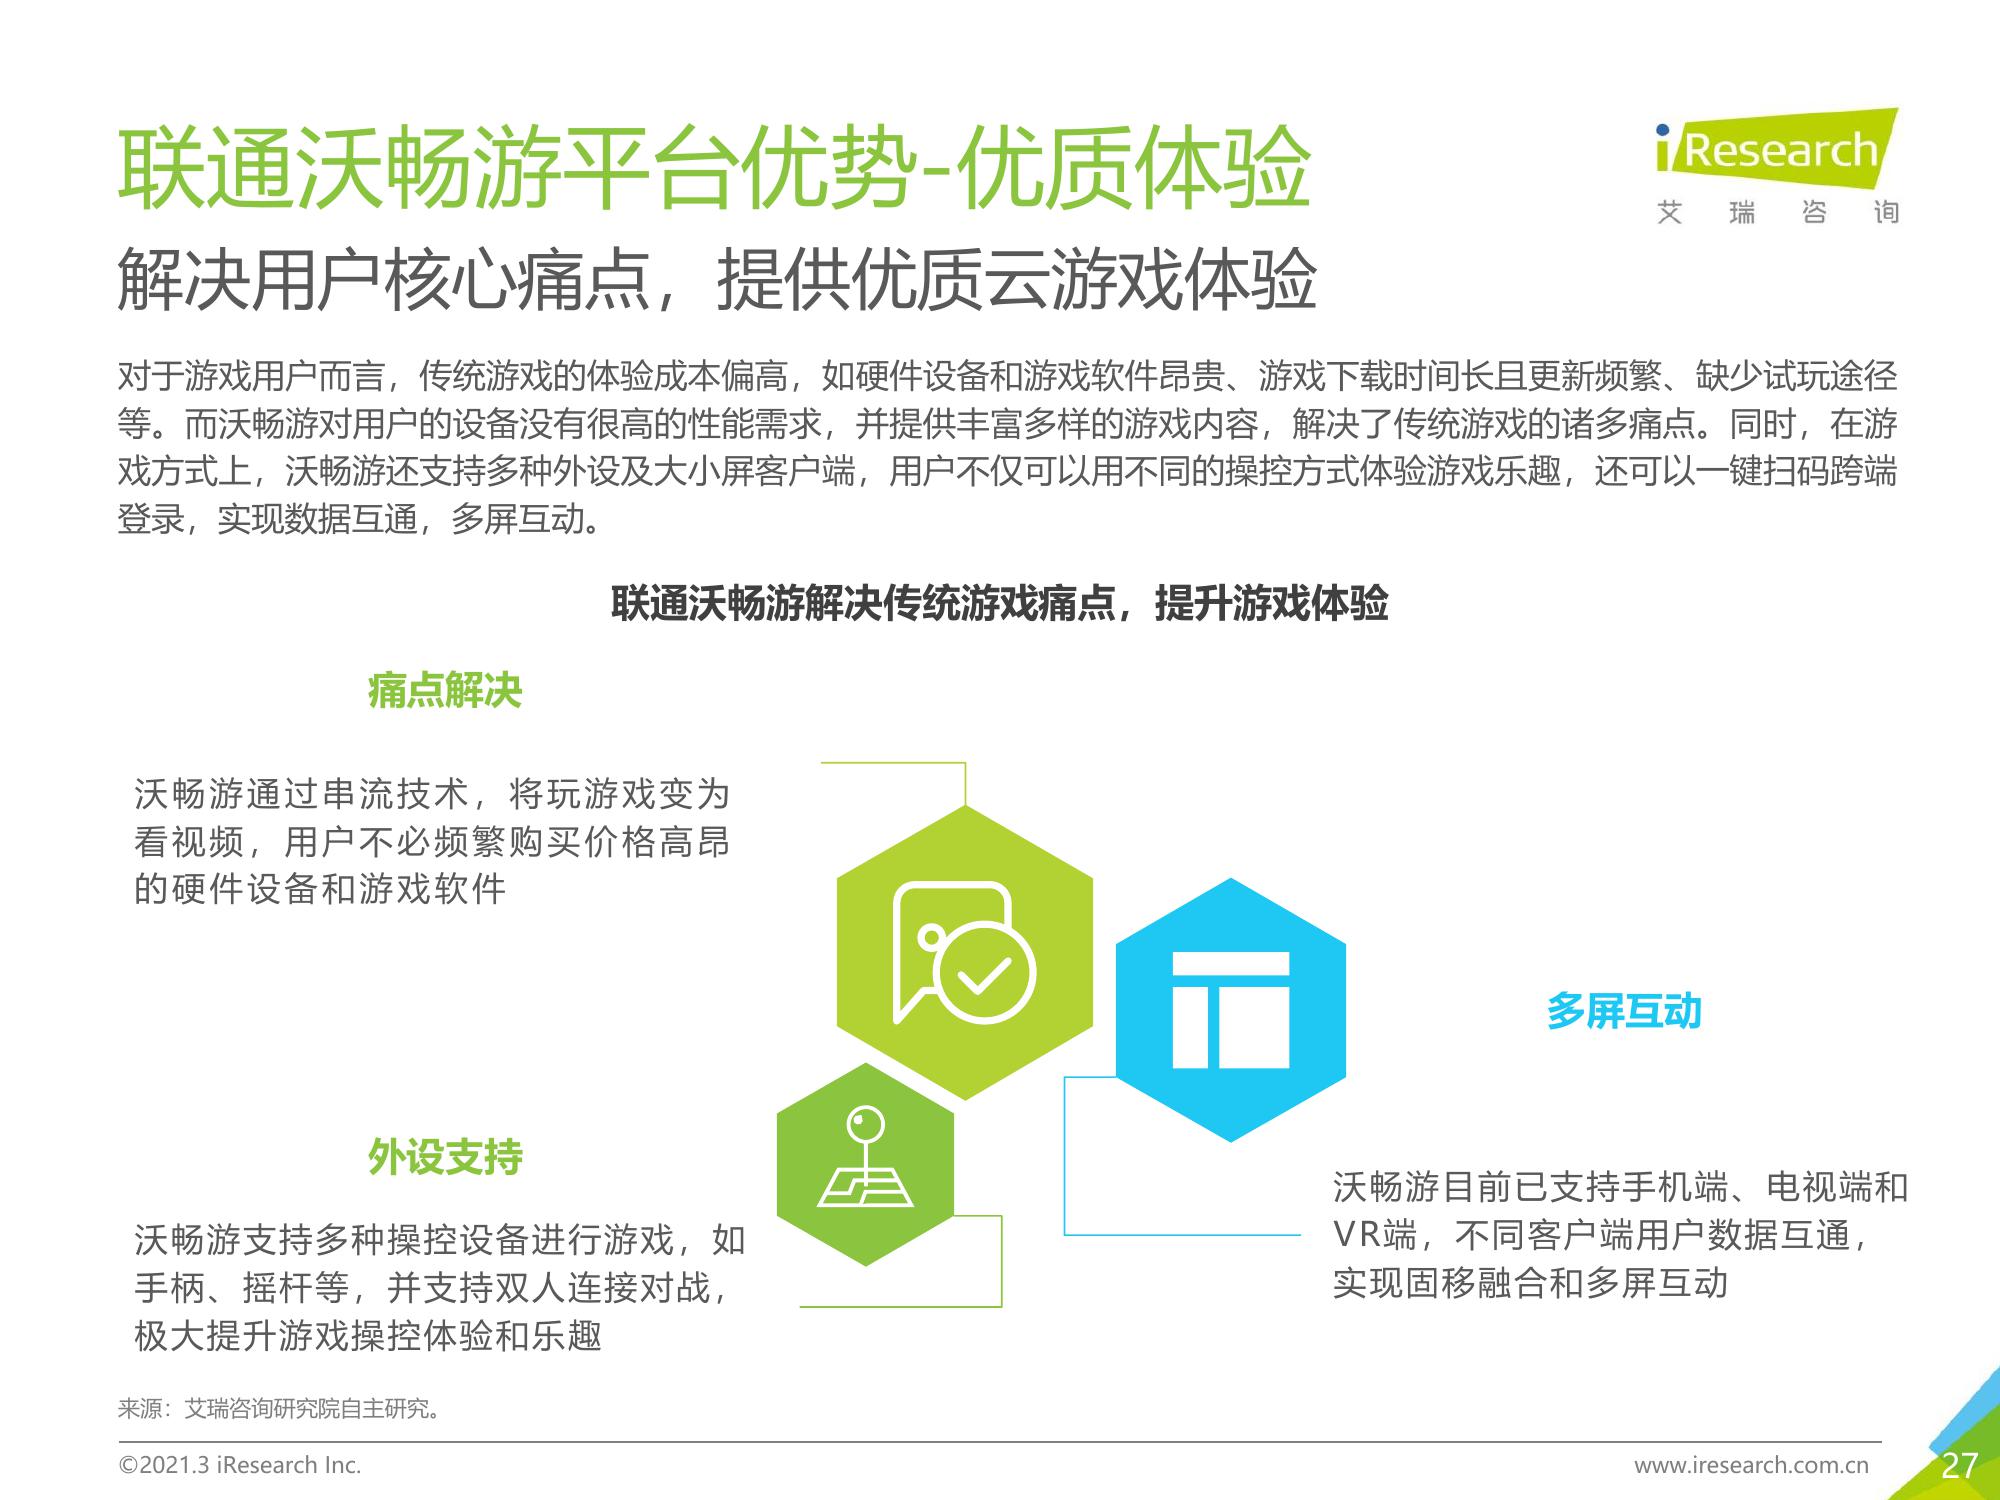 联通沃畅游平台优势-优质体验
iResearch
艾瑞咨询
解决用户核心痛点，提供优质云游戏体验
对于游戏用户而言，传统游戏的体验成本偏高，如硬件设备和游戏软件昂贵、游戏下载时间长且更新频繁、缺少试玩途径
等。而沃畅游对用户的设备没有很高的性能需求，并提供丰富多样的游戏内容，解决了传统游戏的诸多痛点。同时，在游
戏方式上，沃畅游还支持多种外设及大小屏客户端，用户不仅可以用不同的操控方式体验游戏乐趣，还可以一键扫码跨端
登录，实现数据互通，多屏互动。
联通沃畅游解决传统游戏痛点，提升游戏体验
痛点解决
沃畅游通过串流技术，将玩游戏变为
看视频，用户不必频繁购买价格高昂
的硬件设备和游戏软件
多屏互动
沃畅游目前已支持手机端、电视端和
VR端，不同客户端用户数据互通，
实现固移融合和多屏互动
外设支持
沃畅游支持多种操控设备进行游戏，如
手柄、摇杆等，并支持双人连接对战，
极大提升游戏操控体验和乐趣
来源：艾瑞咨询研究院自主研究。
©2021.3 iResearch Inc.
www.iresearch.com.cn
27